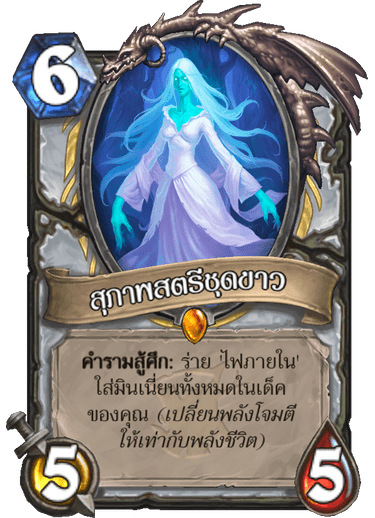 6
สุภาพสตรีชุดขาว
คำรามสู้ศึก: ร่าย 'ไฟภายใน'
ใส่มินเนี่ยนทั้งหมดในเด็ค
ของคุณ (เปลี่ยนพลังโจมตี
ให้เท่ากับพลังชีวิต)
5
5